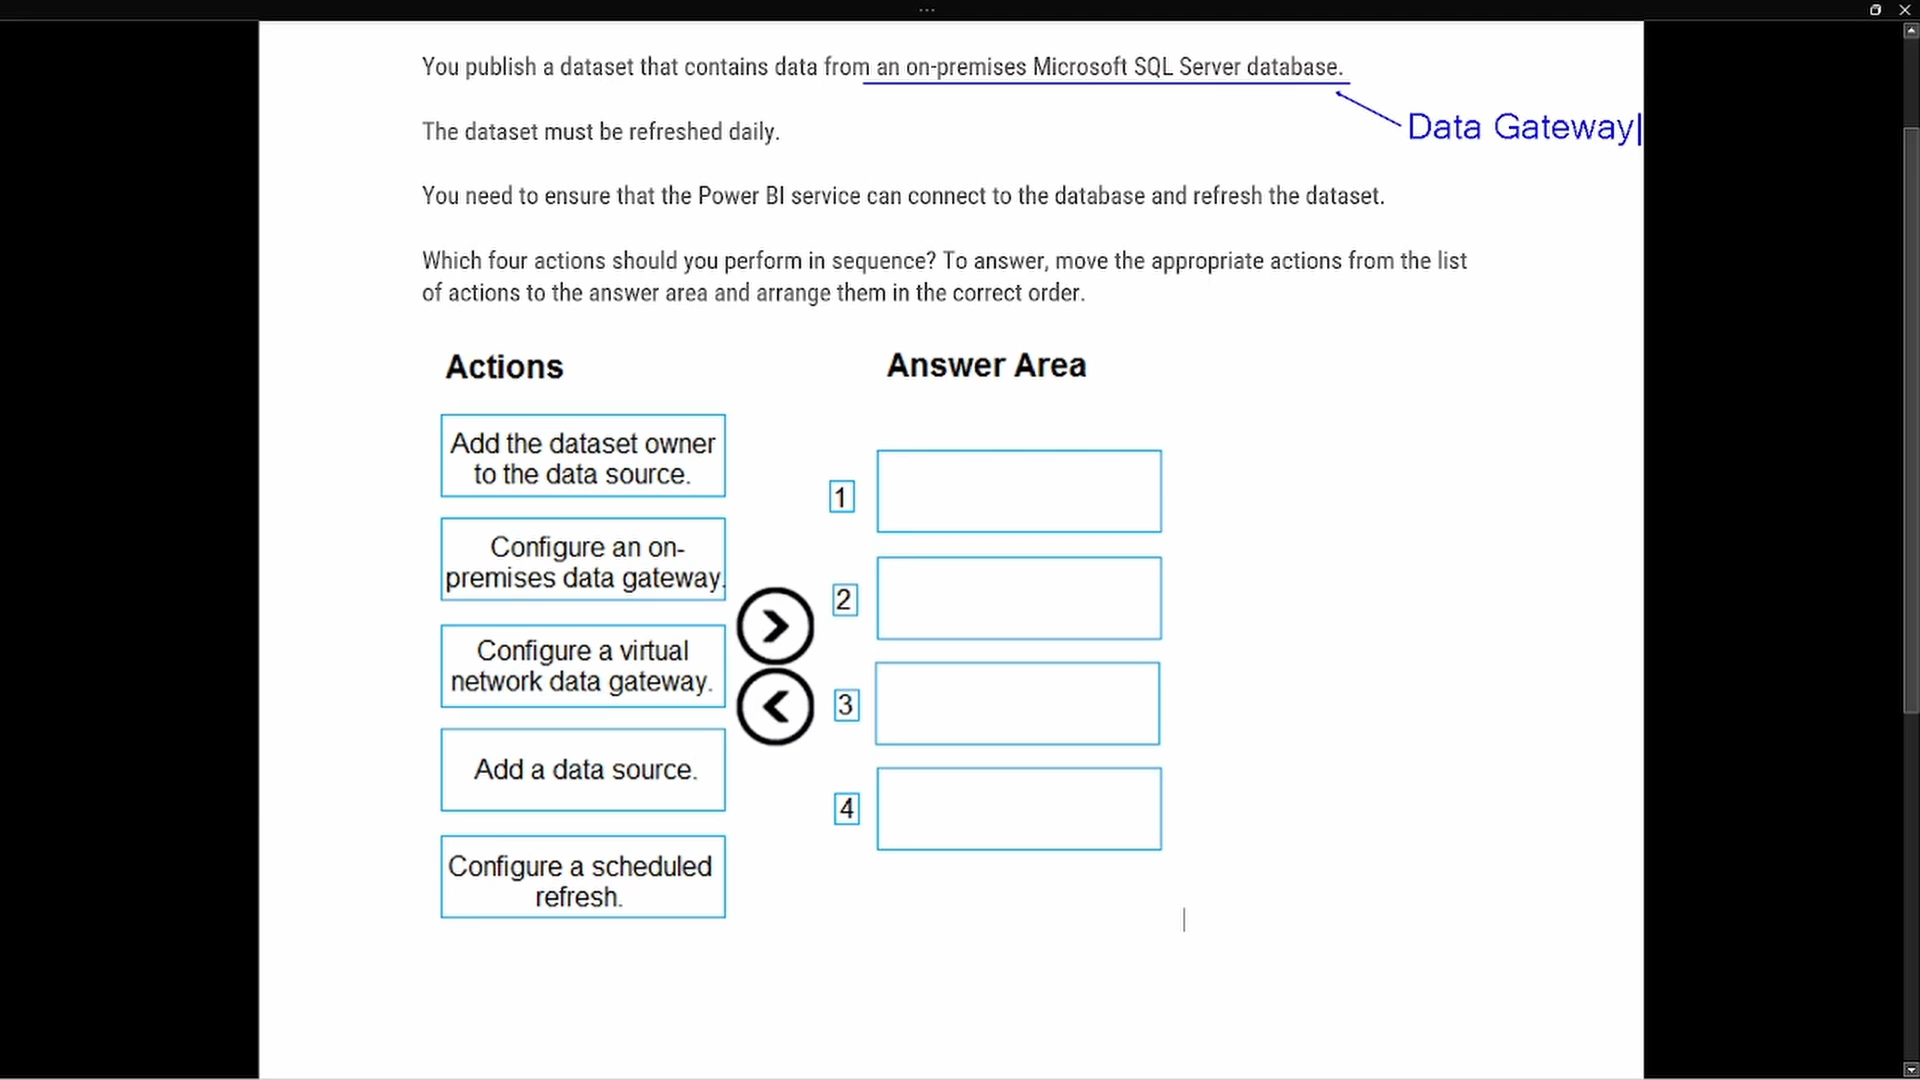 You publish a dataset that contains data from an on-premises Microsoft SQL Server database.
Data Gateway
The dataset must be refreshed daily.
You need to ensure that the Power BI service can connect to the database and refresh the dataset.
Which four actions should you perform in sequence? To answer, move the appropriate actions from the list
of actions to the answer area and arrange them in the correct order.
Actions
Answer Area
Add the dataset owner
to the data source.
Configure an on-
premises data gateway.
Configure a virtual
network data gateway.
Add a data source.
Configure a scheduled
refresh.
1
2
3
4